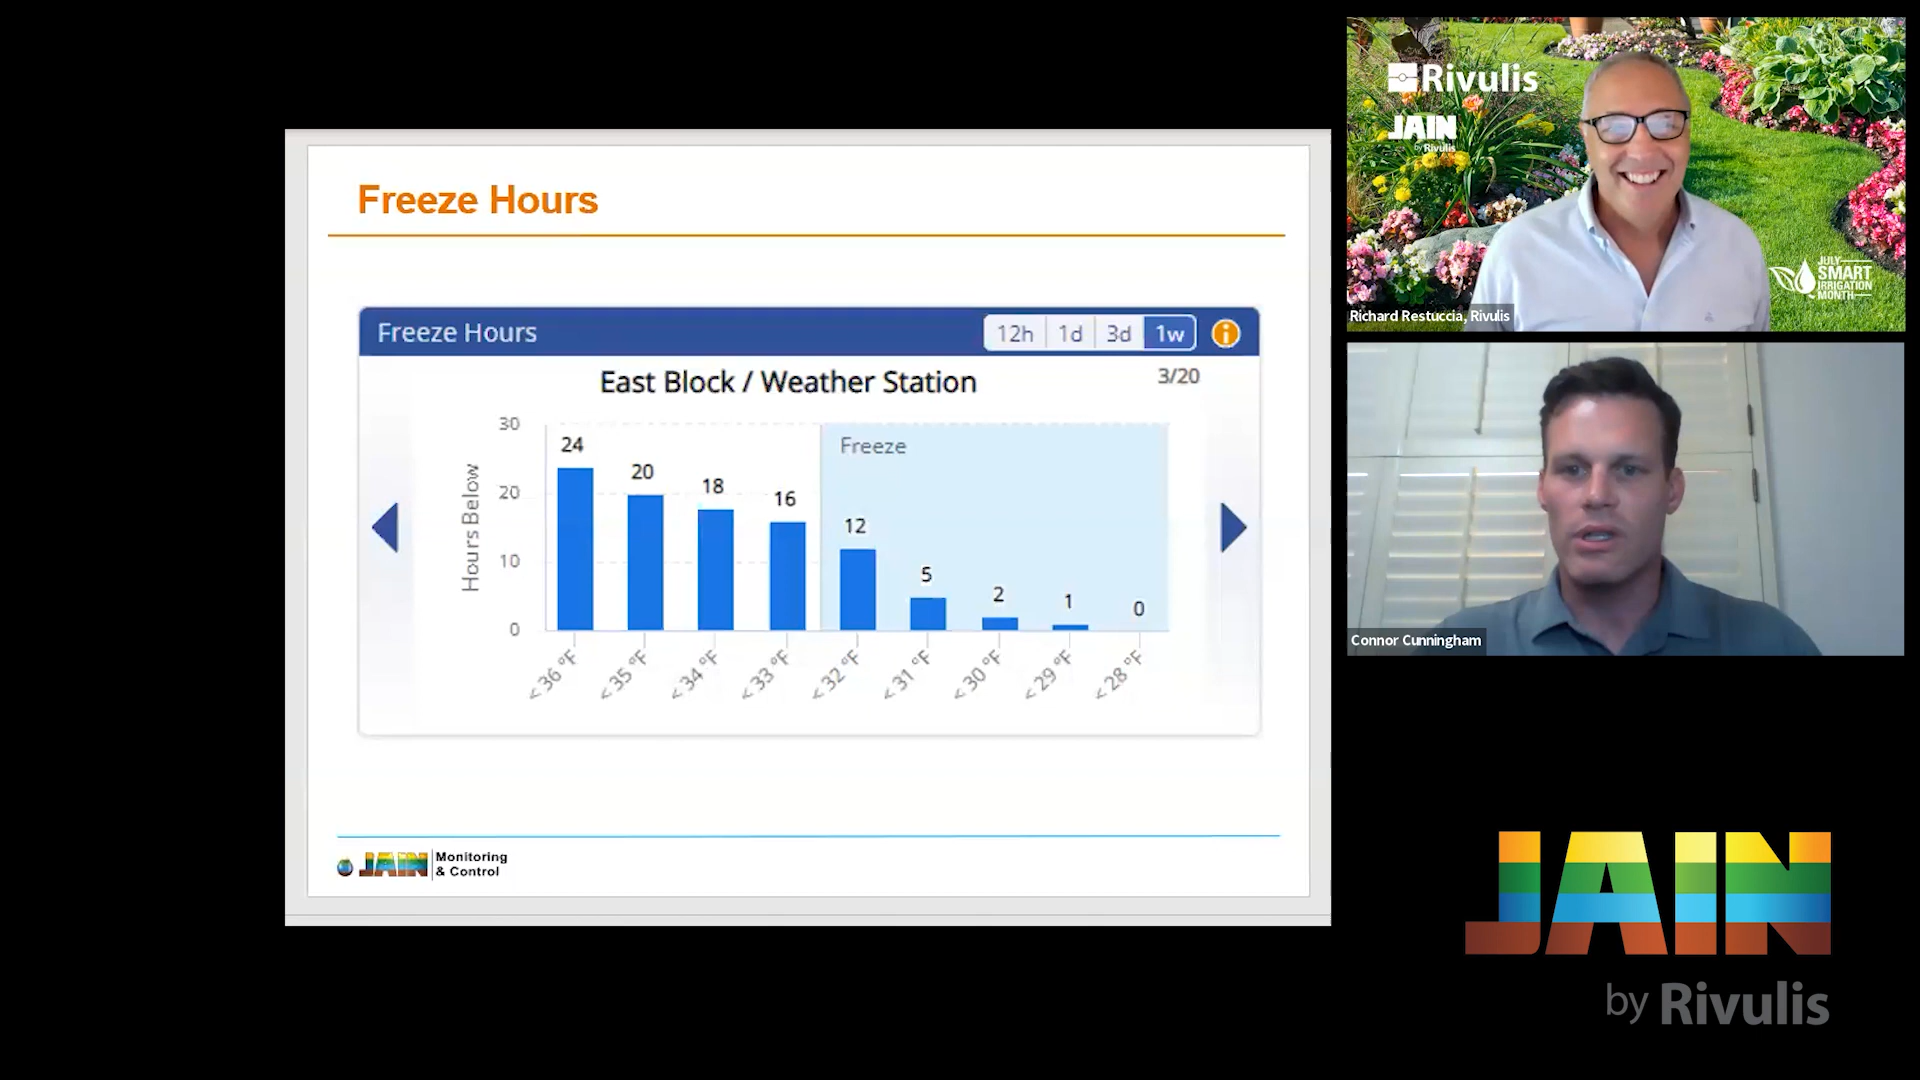 Freeze Hours
Freeze Hours
12h 1d 3d 1w
East Block / Weather Station
3/20
Hours Below
30
20
10
0
Freeze
24
20
18
16
12
5
2
1
0
< 36 °F
< 35 °F
< 34 °F
< 33 °F
< 32 °F
< 31 °F
< 30 °F
< 29 °F
< 28 °F
JAIN
Monitoring
& Control
Rivulis
JAIN
by Rivulis
JULY
SMART
IRRIGATION
MONTH
Richard Restuccia, Rivulis
Connor Cunningham
JAIN
by Rivulis